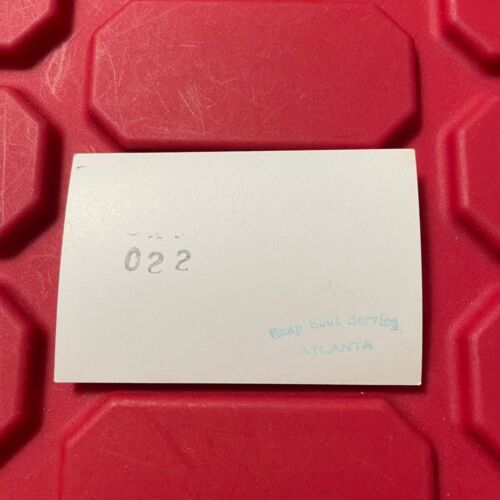 022
Snap Shot Service
ATLANTA